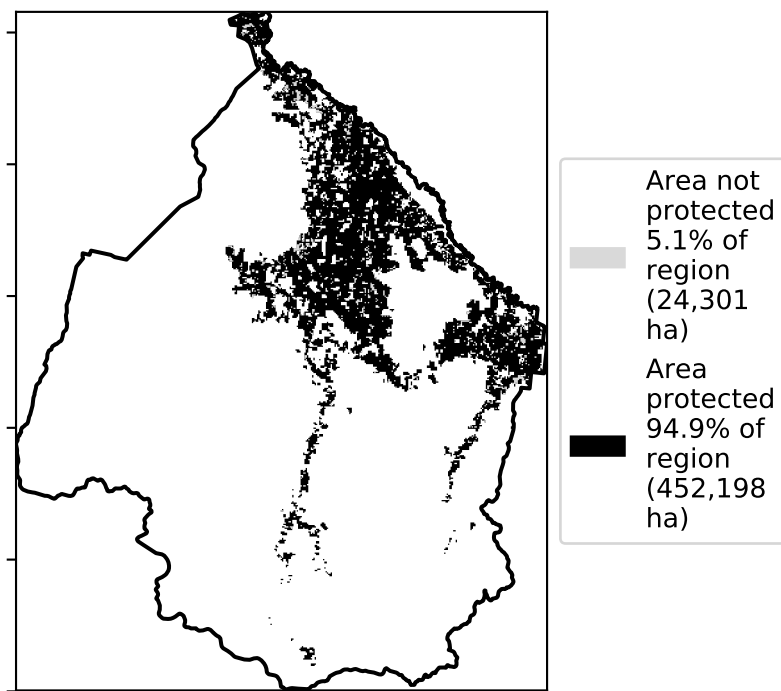 Area not
protected
5.1% of
region
(24,301
ha)
Area
protected
94.9% of
region
(452,198
ha)